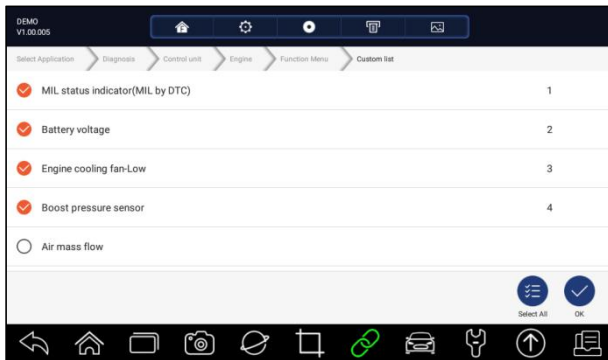 DEMO
V1.00.005
Select Application Diagnosis Control unit Engine Function Menu Custom list
MIL status indicator(MIL by DTC) 1
Battery voltage 2
Engine cooling fan-Low 3
Boost pressure sensor 4
Air mass flow
Select All OK